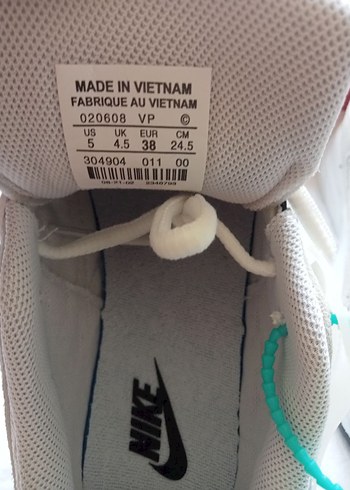 MADE IN VIETNAM
FABRIQUE AU VIETNAM
020608 VP ©
US UK EUR CM
5 4.5 38 24.5
304904 011 00
NIKE